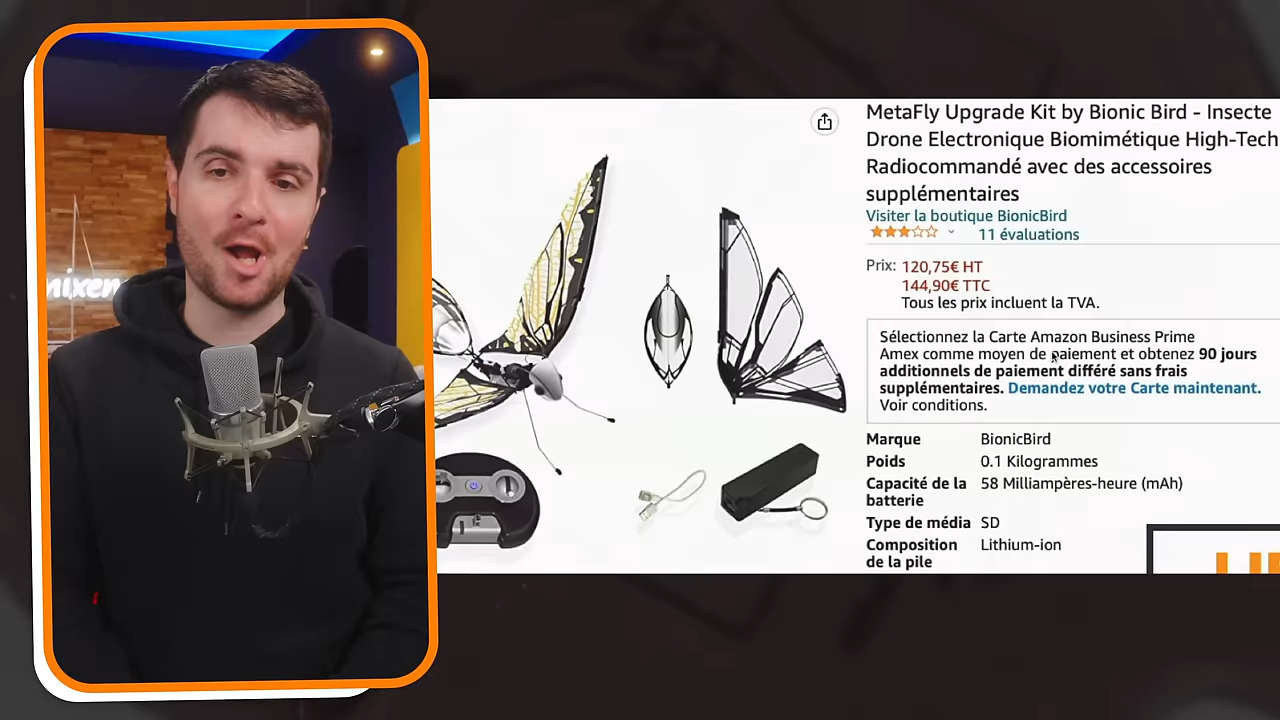 mixen
MetaFly Upgrade Kit by Bionic Bird - Insecte
Drone Electronique Biomimétique High-Tech
Radiocommandé avec des accessoires
supplémentaires
Visiter la boutique BionicBird
11 évaluations
Prix: 120,75€ HT
144,90€ TTC
Tous les prix incluent la TVA.
Sélectionnez la Carte Amazon Business Prime
Amex comme moyen de paiement et obtenez 90 jours
additionnels de paiement différé sans frais
supplémentaires. Demandez votre Carte maintenant.
Voir conditions.
Marque BionicBird
Poids 0.1 Kilogrammes
Capacité de la 58 Milliampères-heure (mAh)
batterie
Type de média SD
Composition Lithium-ion
de la pile